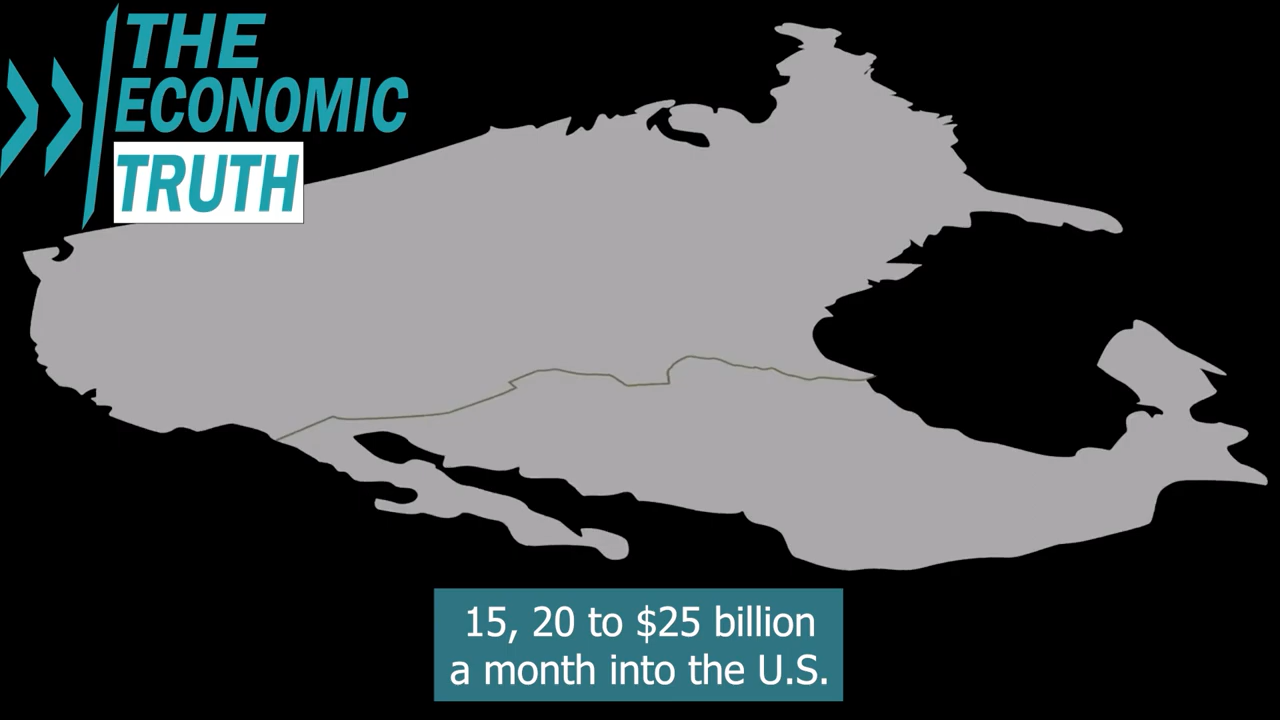 THE
ECONOMIC
TRUTH
15, 20 to $25 billion
a month into the U.S.